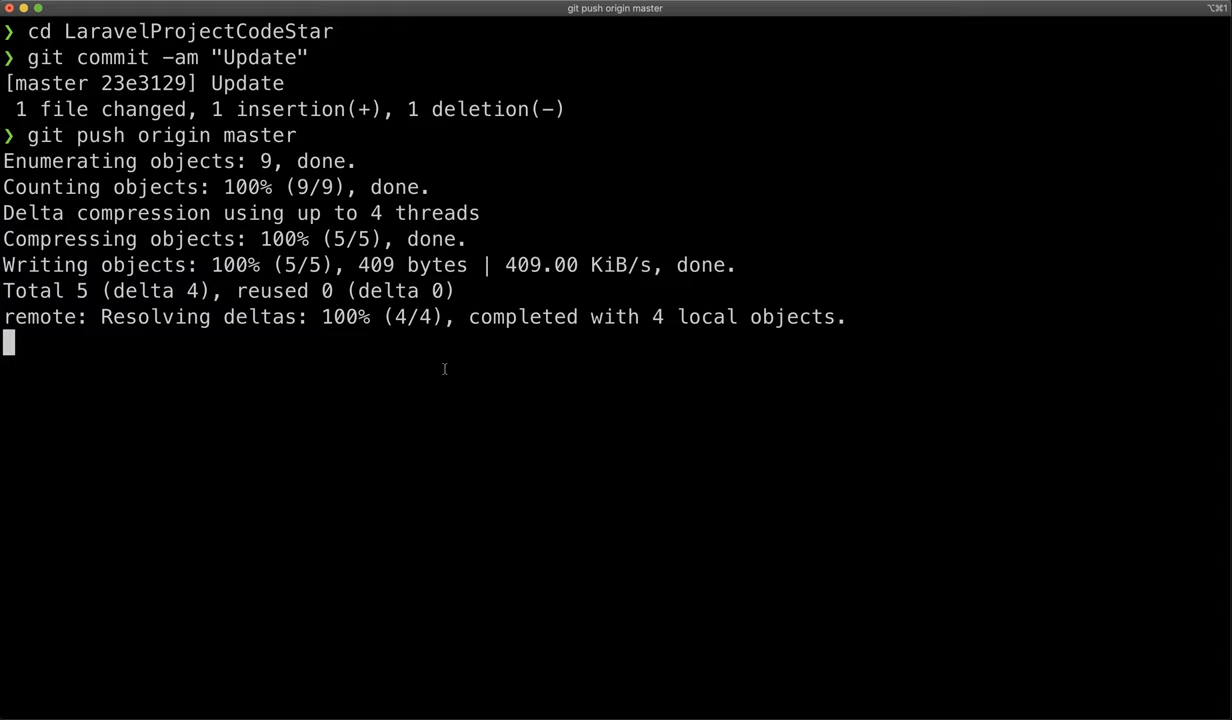 git push origin master
⌥⌘1
❯ cd LaravelProjectCodeStar
❯ git commit -am "Update"
[master 23e3129] Update
 1 file changed, 1 insertion(+), 1 deletion(-)
❯ git push origin master
Enumerating objects: 9, done.
Counting objects: 100% (9/9), done.
Delta compression using up to 4 threads
Compressing objects: 100% (5/5), done.
Writing objects: 100% (5/5), 409 bytes | 409.00 KiB/s, done.
Total 5 (delta 4), reused 0 (delta 0)
remote: Resolving deltas: 100% (4/4), completed with 4 local objects.